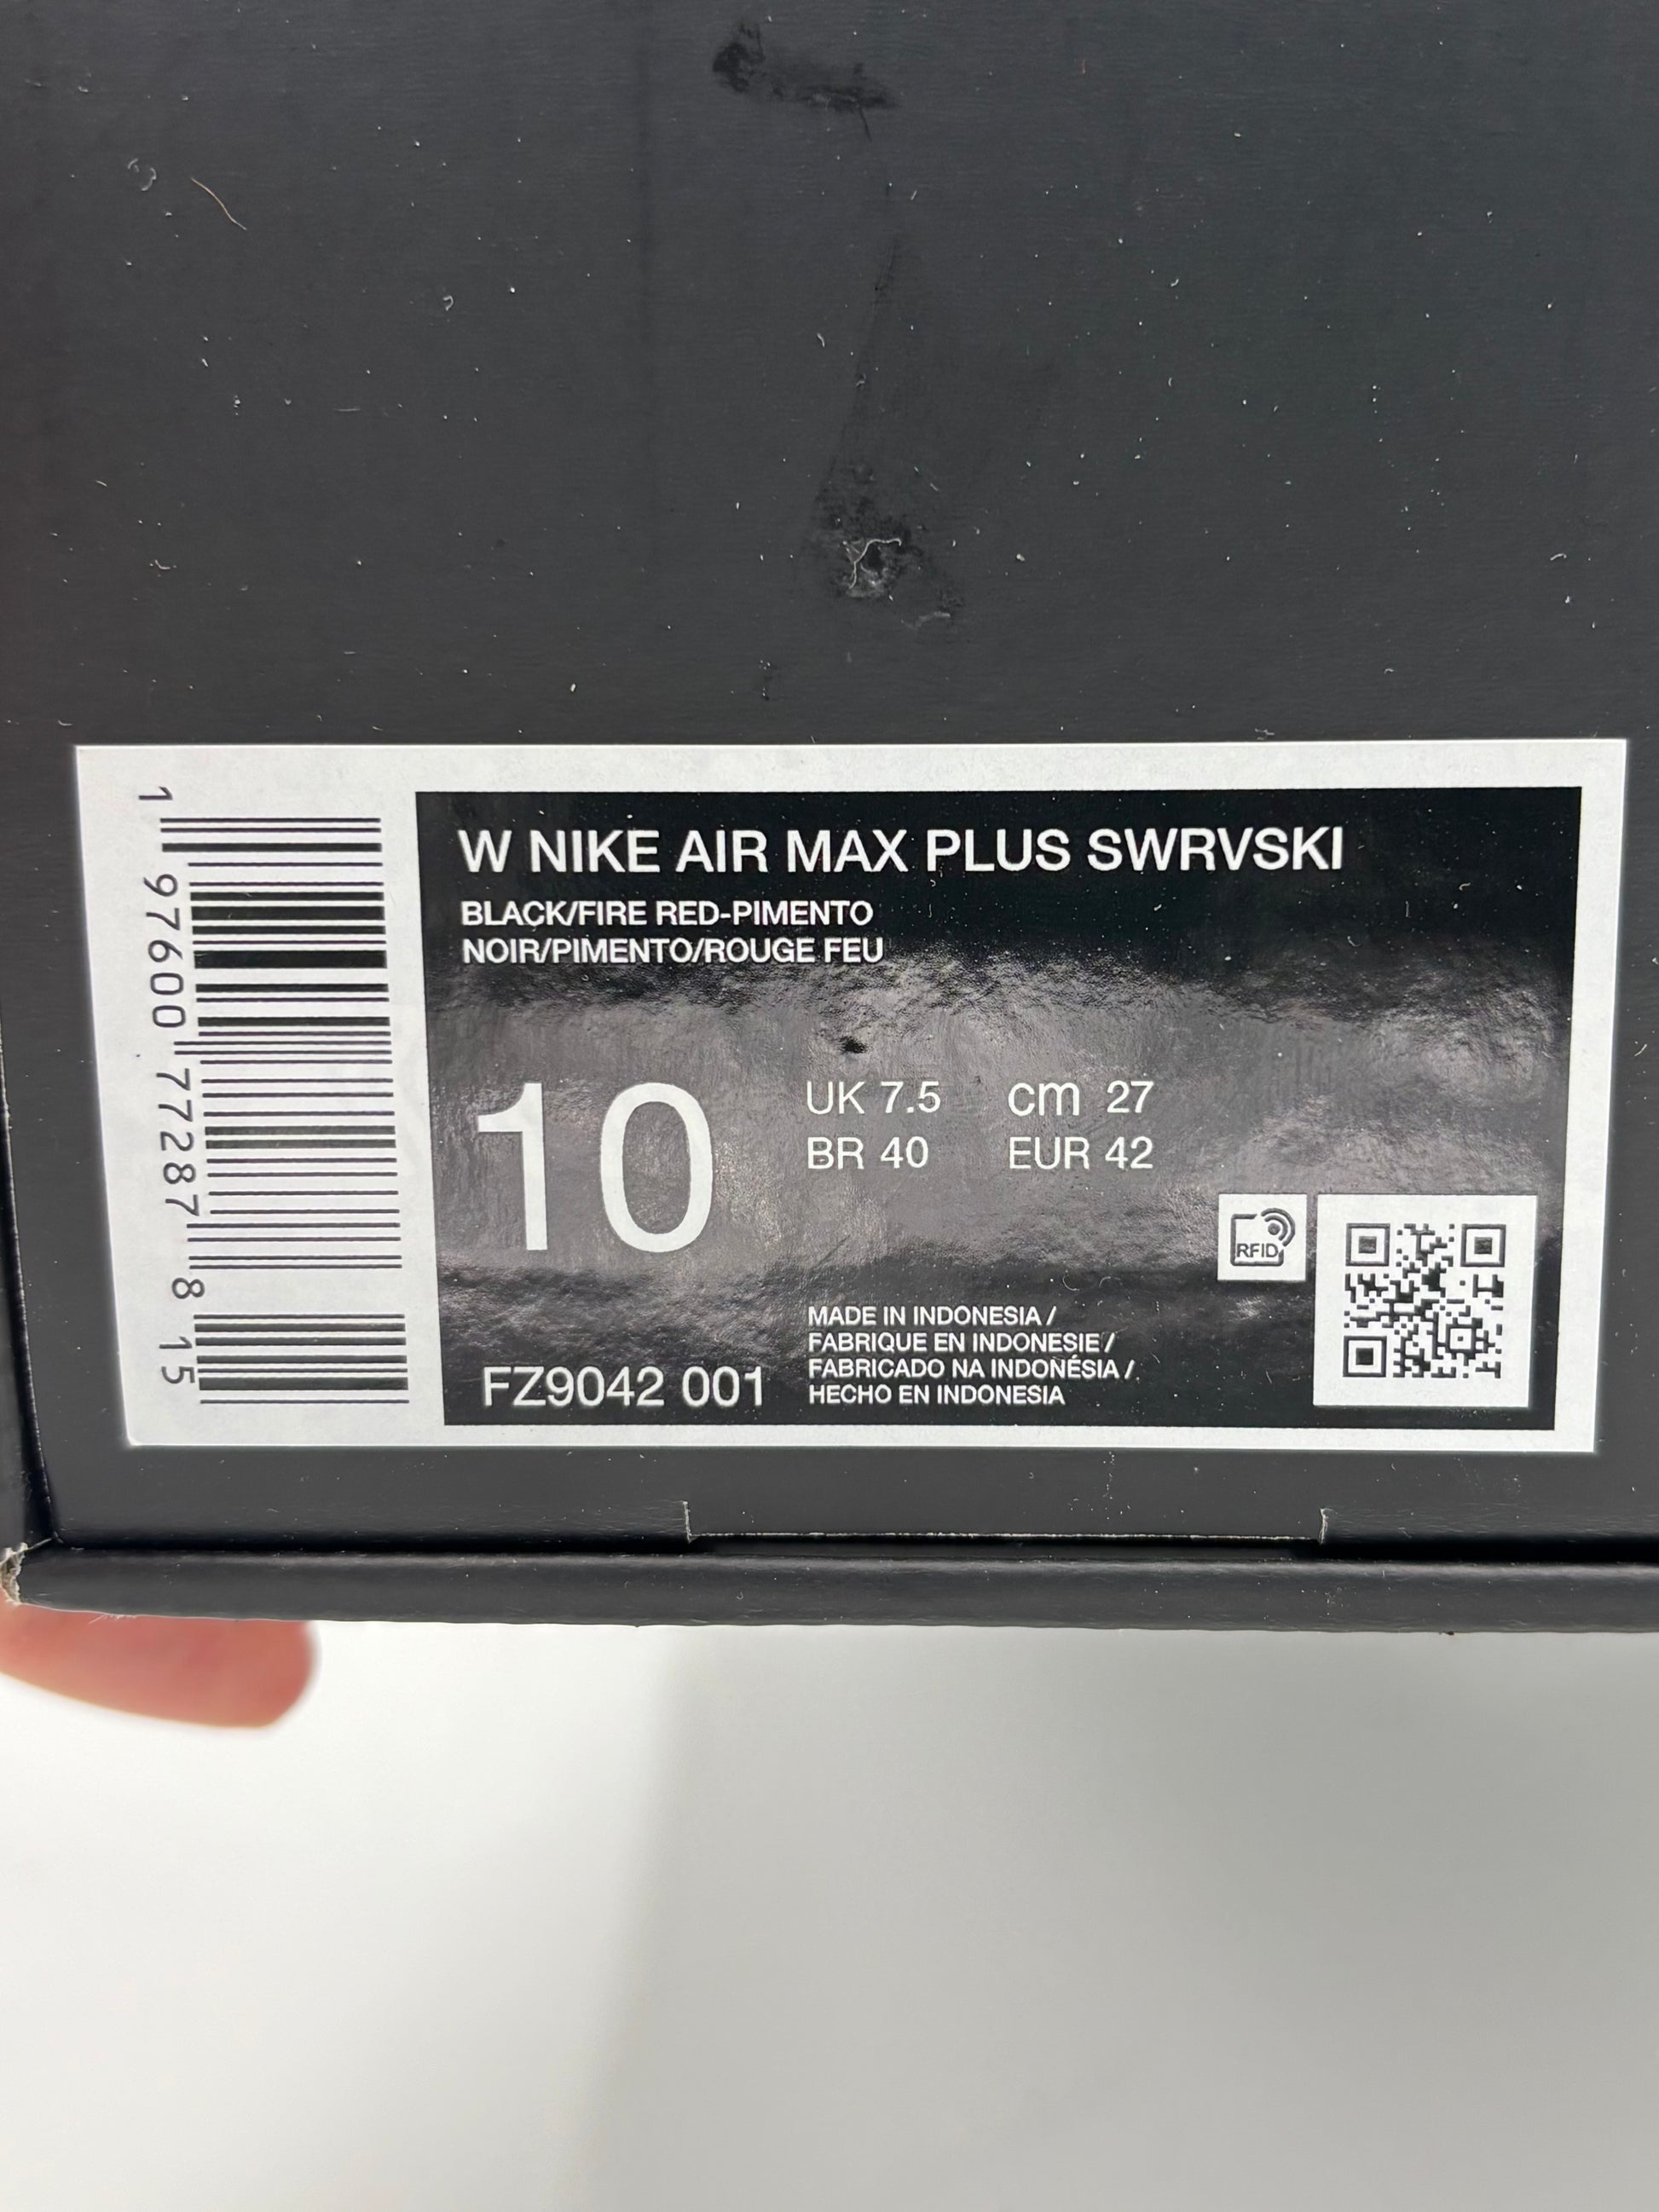 W NIKE AIR MAX PLUS SWRVSKI
BLACK/FIRE RED-PIMENTO
NOIR/PIMENTO/ROUGE FEU
10
UK 7.5 cm 27
BR 40 EUR 42
RFID
MADE IN INDONESIA /
FABRIQUE EN INDONESIE /
FABRICADO NA INDONÉSIA /
HECHO EN INDONESIA
FZ9042 001
1 97600 77287 8 15